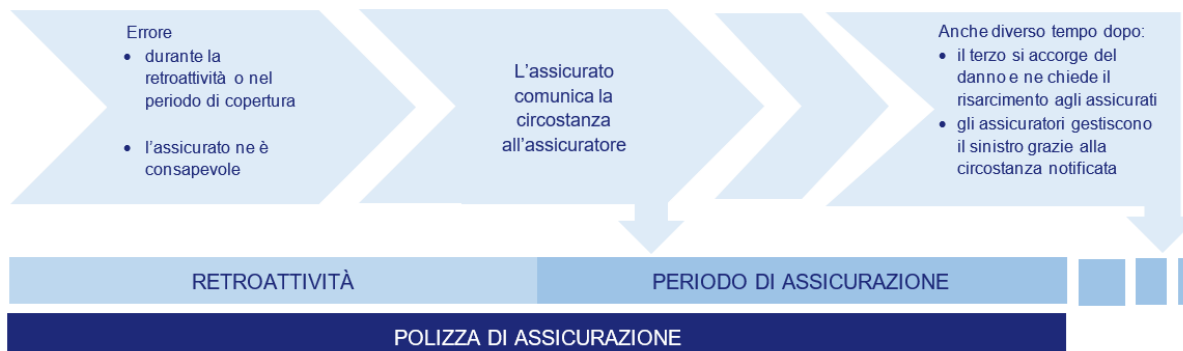 Errore
• durante la
retroattività o nel
periodo di copertura
• l'assicurato ne è
consapevole
L'assicurato
comunica la
circostanza
all'assicuratore
Anche diverso tempo dopo:
• il terzo si accorge del
danno e ne chiede il
risarcimento agli assicurati
• gli assicuratori gestiscono
il sinistro grazie alla
circostanza notificata
RETROATTIVITÀ
PERIODO DI ASSICURAZIONE
POLIZZA DI ASSICURAZIONE